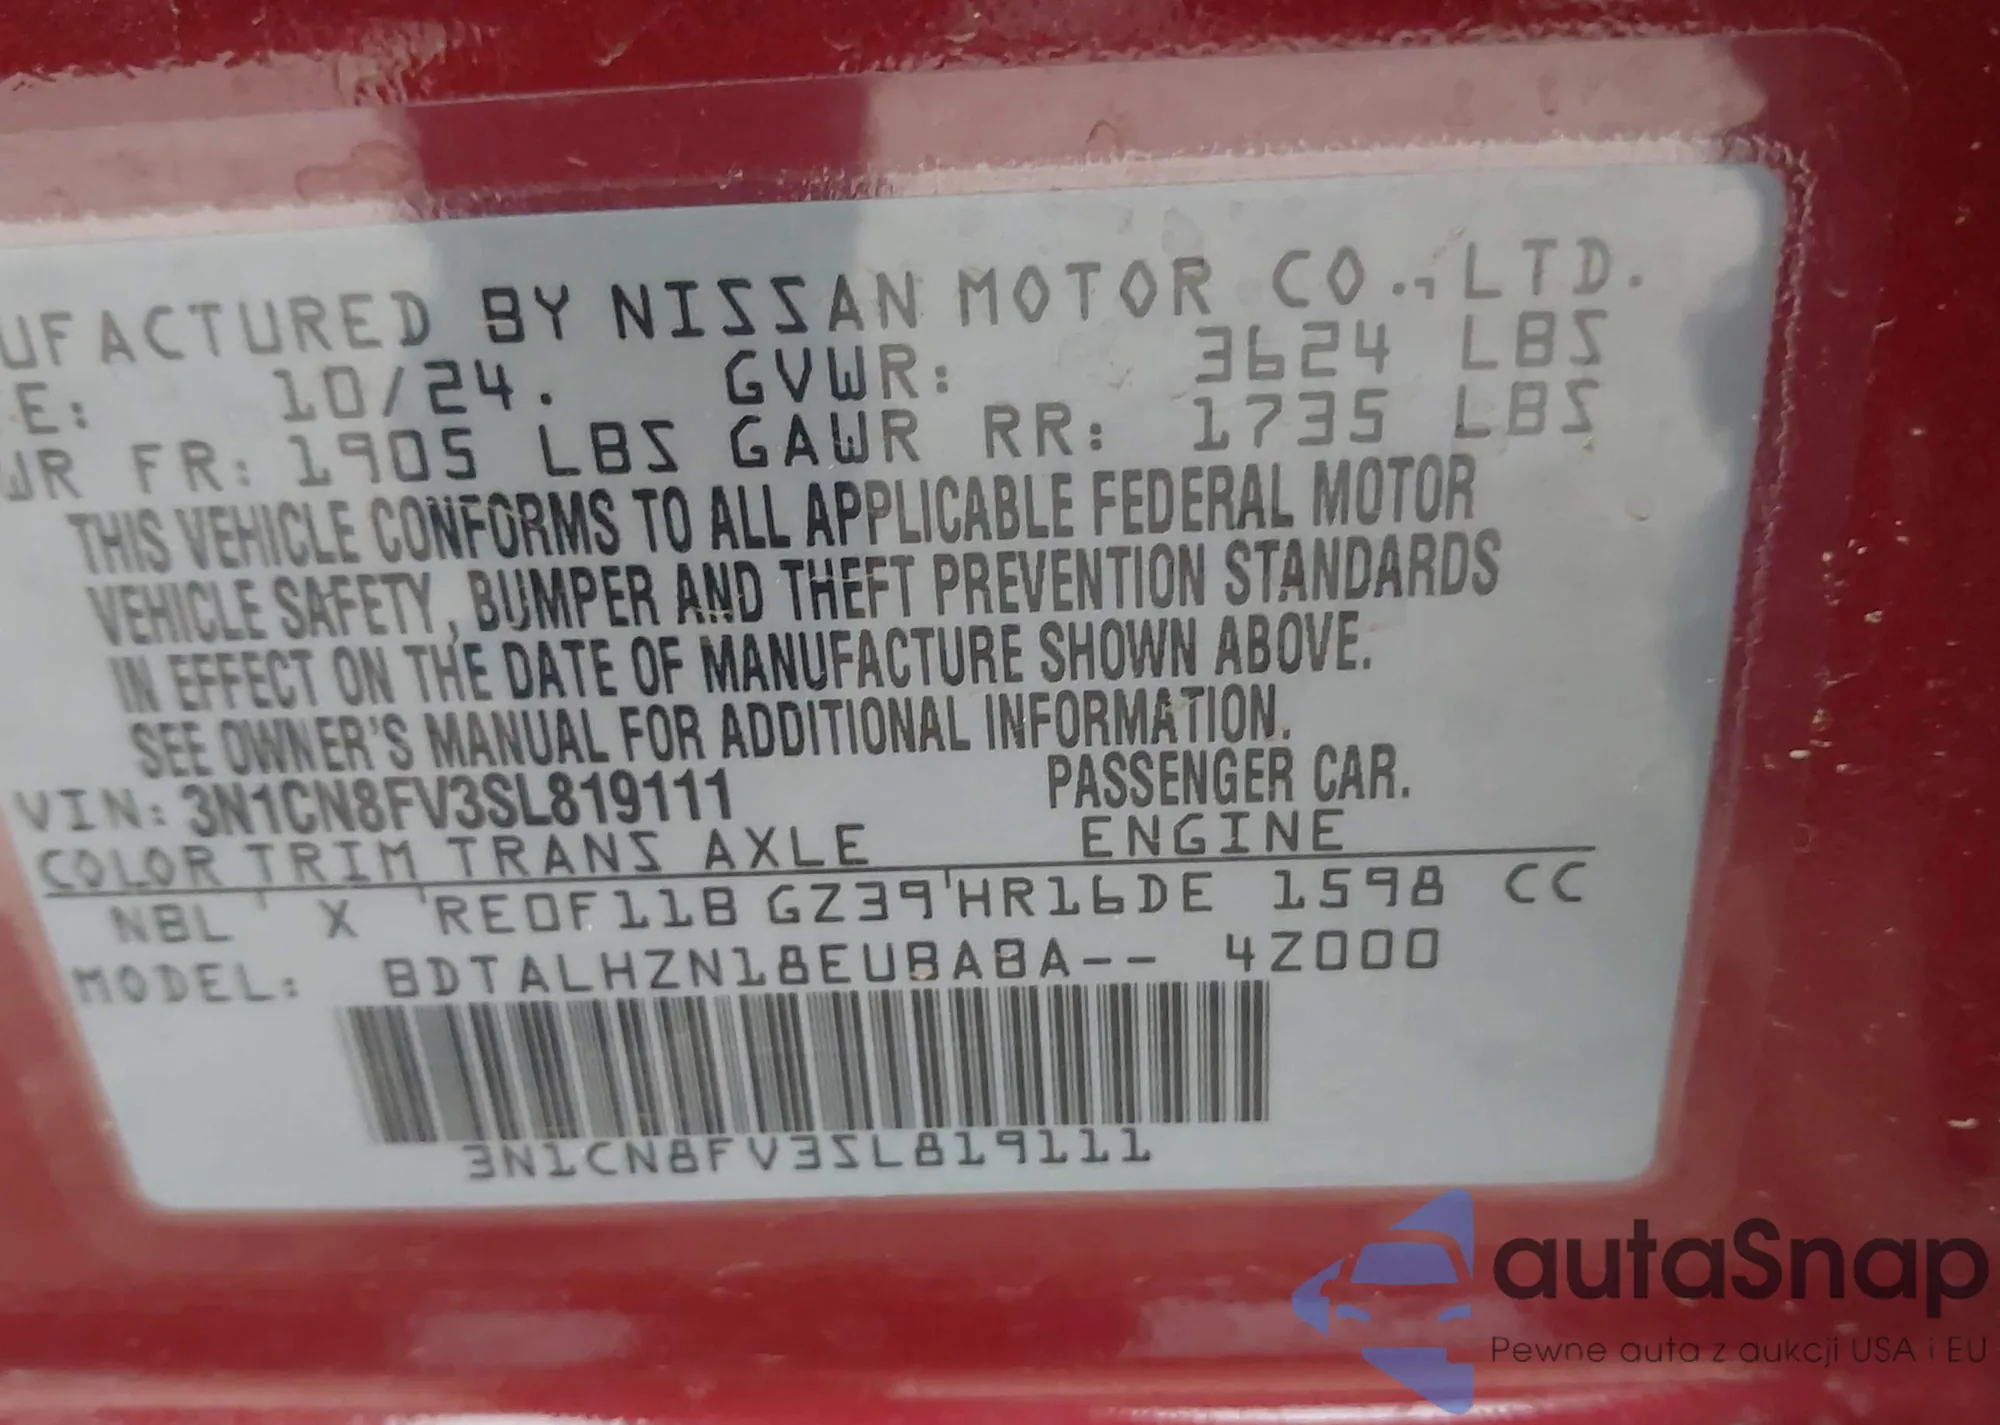 UFACTURED BY NISSAN MOTOR CO., LTD.
E: 10/24. GVWR: 3624 LBS
WR FR: 1905 LBS GAWR RR: 1735 LBS
THIS VEHICLE CONFORMS TO ALL APPLICABLE FEDERAL MOTOR
VEHICLE SAFETY, BUMPER AND THEFT PREVENTION STANDARDS
IN EFFECT ON THE DATE OF MANUFACTURE SHOWN ABOVE.
SEE OWNER'S MANUAL FOR ADDITIONAL INFORMATION.
VIN: 3N1CN8FV3SL819111 PASSENGER CAR.
COLOR TRIM TRANS AXLE ENGINE
NBL X RE0F11B GZ39 HR16DE 1598 CC
MODEL: BDTALHZN18EUBABA-- 4Z000
3N1CN8FV3SL819111
autaSnap
Pewne auta z aukcji USA i EU